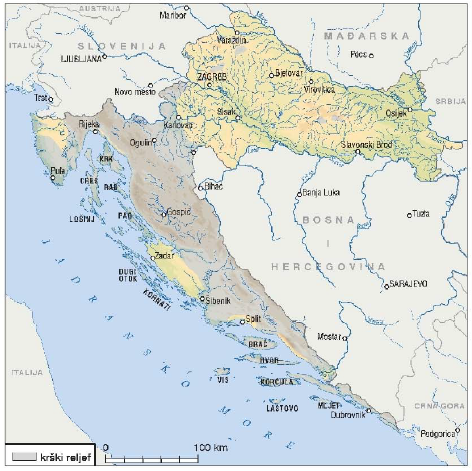 AUSTRIJA
Maribor
ITALIJA
SLOVENIJA
MAĐARSKA
Varaždin
LJUBLJANA
Pécs
ZAGREB
Bjelovar
Novo mesto
Virovitica
Trst
SRBIJA
Sisak
Osijek
Rijeka
Karlovac
Ogulin
Slavonski Brod
KRK
Pula
CRES
RAB
Bihać
Banja Luka
LOŠINJ
PAG
Gospić
BOSNA
Tuzla
I
Zadar
HERCEGOVINA
DUGI
OTOK
SARAJEVO
KORNATI
Šibenik
JADRANSKO MORE
Split
Mostar
BRAČ
HVAR
ITALIJA
VIS
KORČULA
LASTOVO
MLJET
CRNA GORA
Dubrovnik
Podgorica
krški reljef
0 100 km